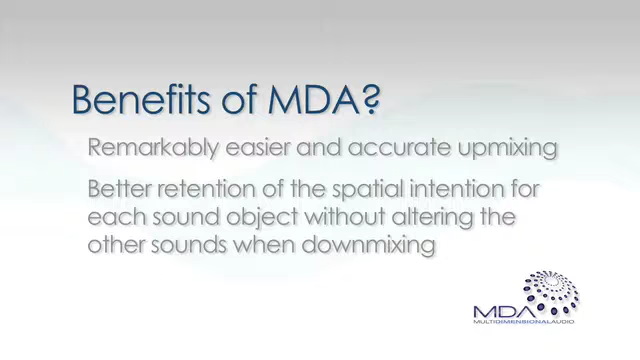 Benefits of MDA?
Remarkably easier and accurate upmixing
Better retention of the spatial intention for
each sound object without altering the
other sounds when downmixing
MDA
MULTIDIMENSIONALAUDIO